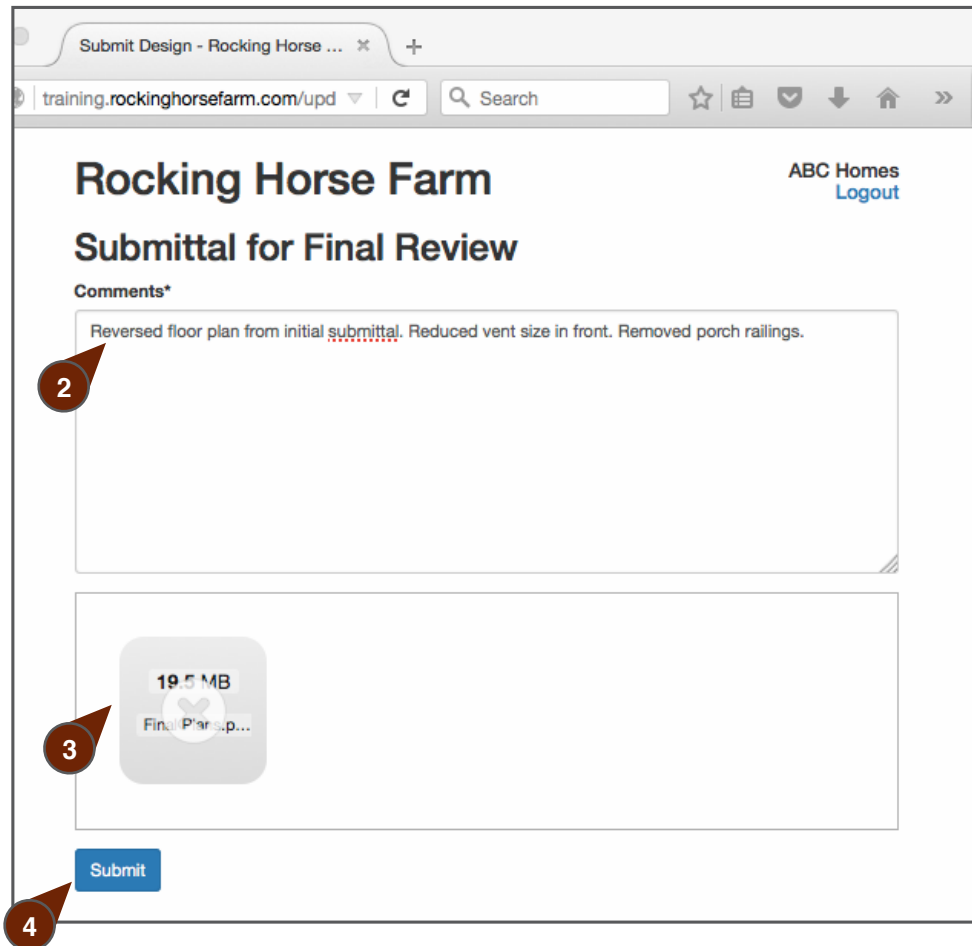 Submit Design - Rocking Horse ...
training.rockinghorsefarm.com/upd
Search
Rocking Horse Farm
ABC Homes
Logout
Submittal for Final Review
Comments*
Reversed floor plan from initial submittal. Reduced vent size in front. Removed porch railings.
2
19.5 MB
Final Plans.p...
3
Submit
4